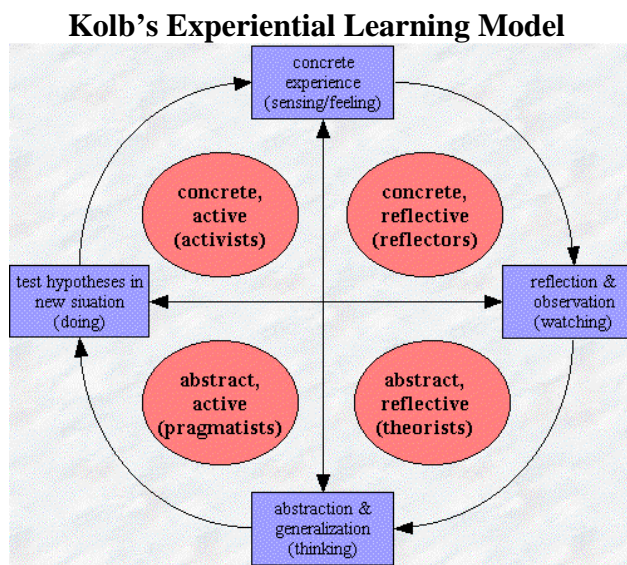 Kolb's Experiential Learning Model
concrete
experience
(sensing/feeling)
concrete,
active
(activists)
concrete,
reflective
(reflectors)
test hypotheses in
new siuation
(doing)
reflection &
observation
(watching)
abstract,
active
(pragmatists)
abstract,
reflective
(theorists)
abstraction &
generalization
(thinking)